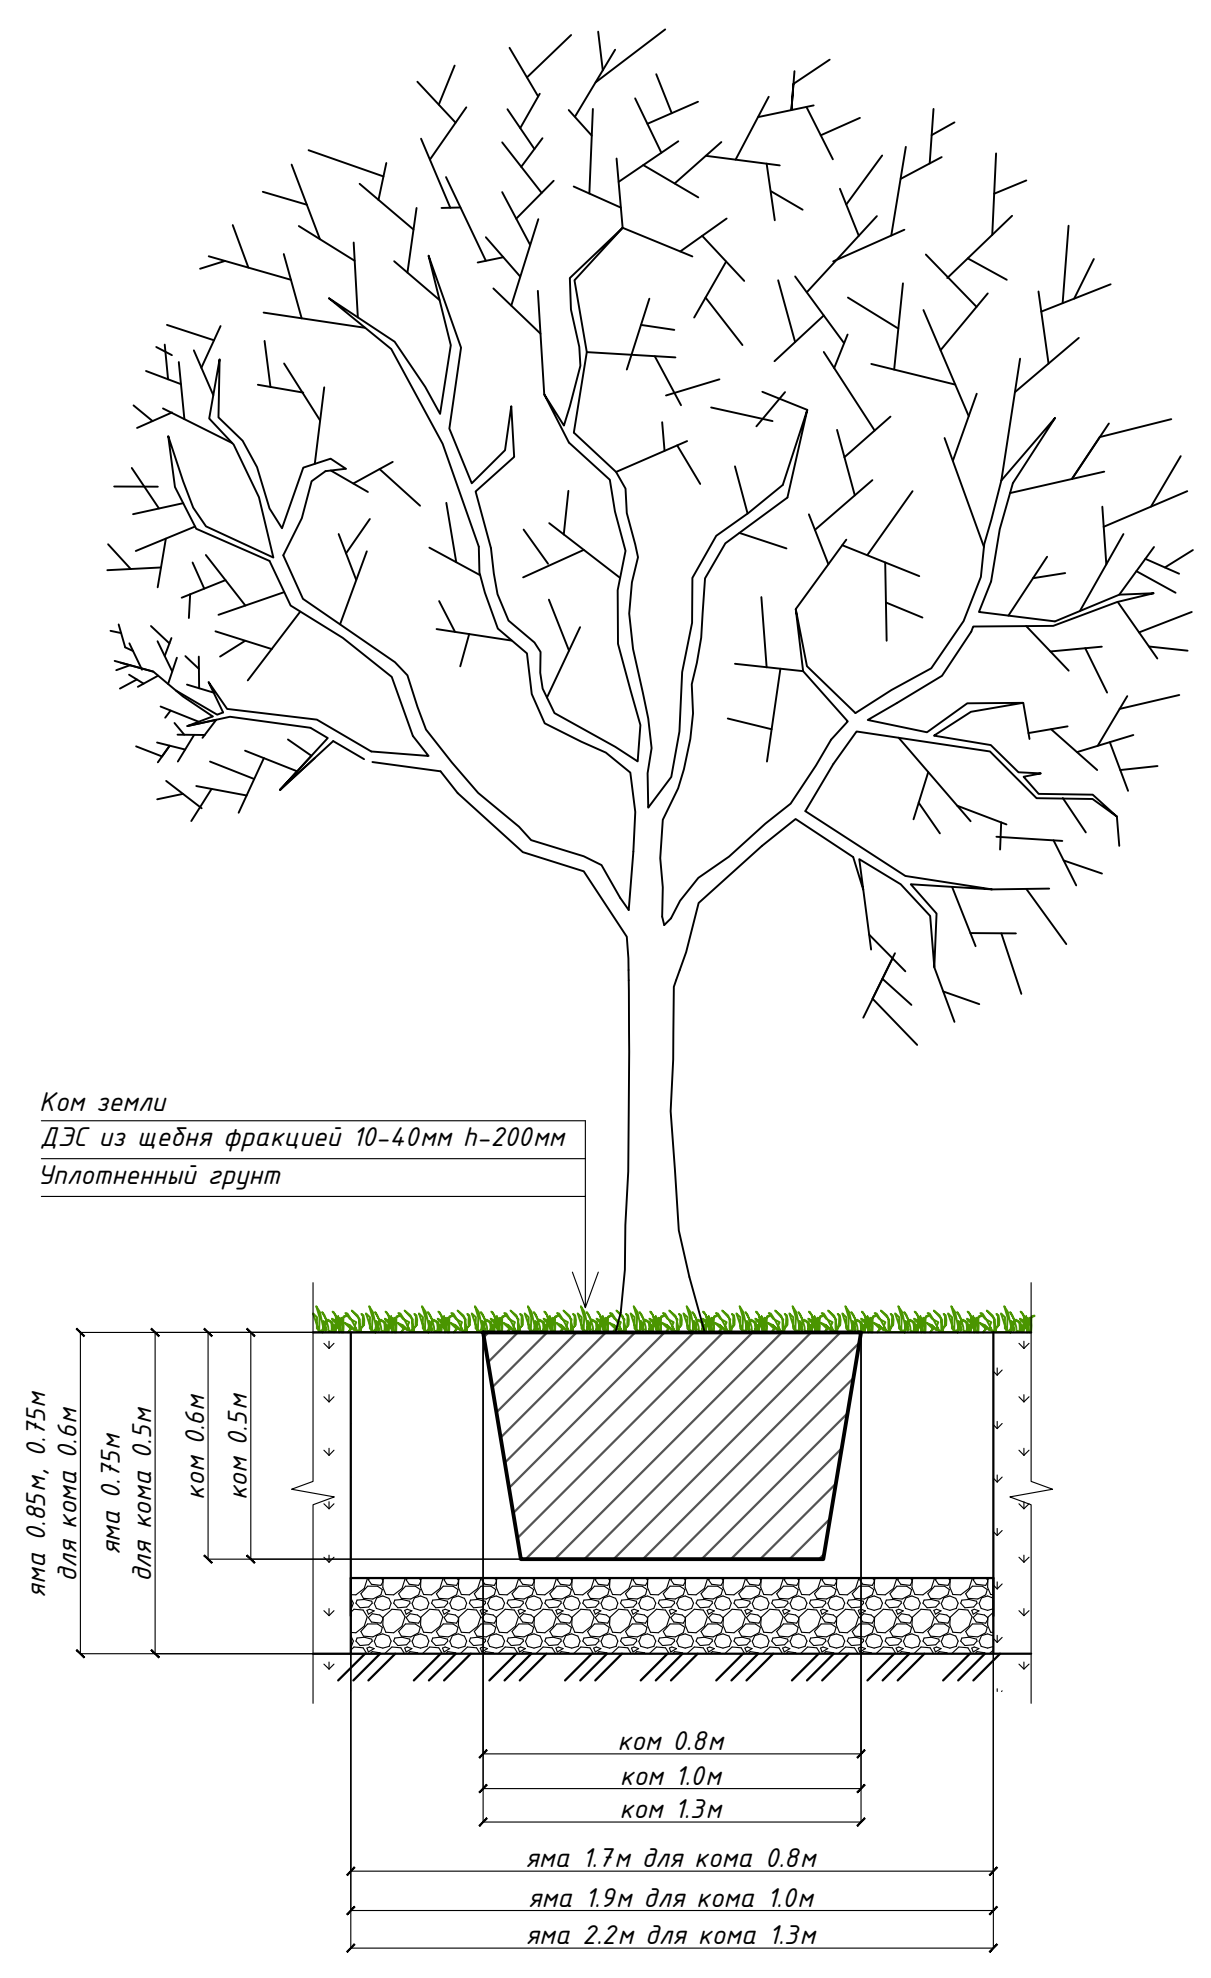 Ком земли
ДЭС из щебня фракцией 10-40мм h-200мм
Уплотненный грунт
яма 0.85м, 0.75м
для кома 0.6м
яма 0.75м
для кома 0.5м
ком 0.6м
ком 0.5м
ком 0.8м
ком 1.0м
ком 1.3м
яма 1.7м для кома 0.8м
яма 1.9м для кома 1.0м
яма 2.2м для кома 1.3м